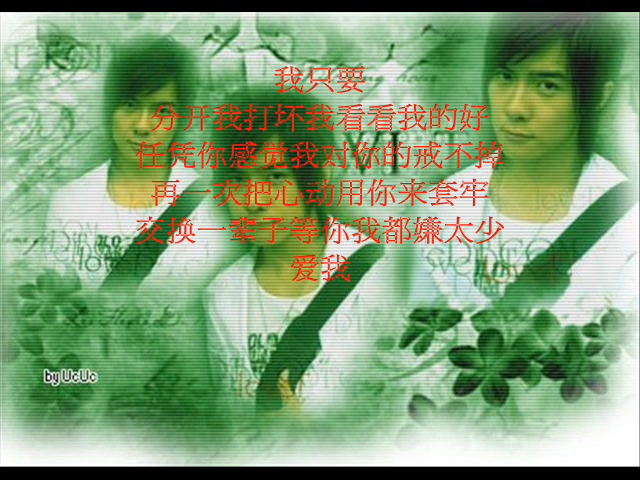 我只要
分开我打坏我看看我的好
任凭你感觉我对你的戒不掉
再一次把心动用你来套牢
交换一辈子等你我都嫌太少
爱我
by UcUc